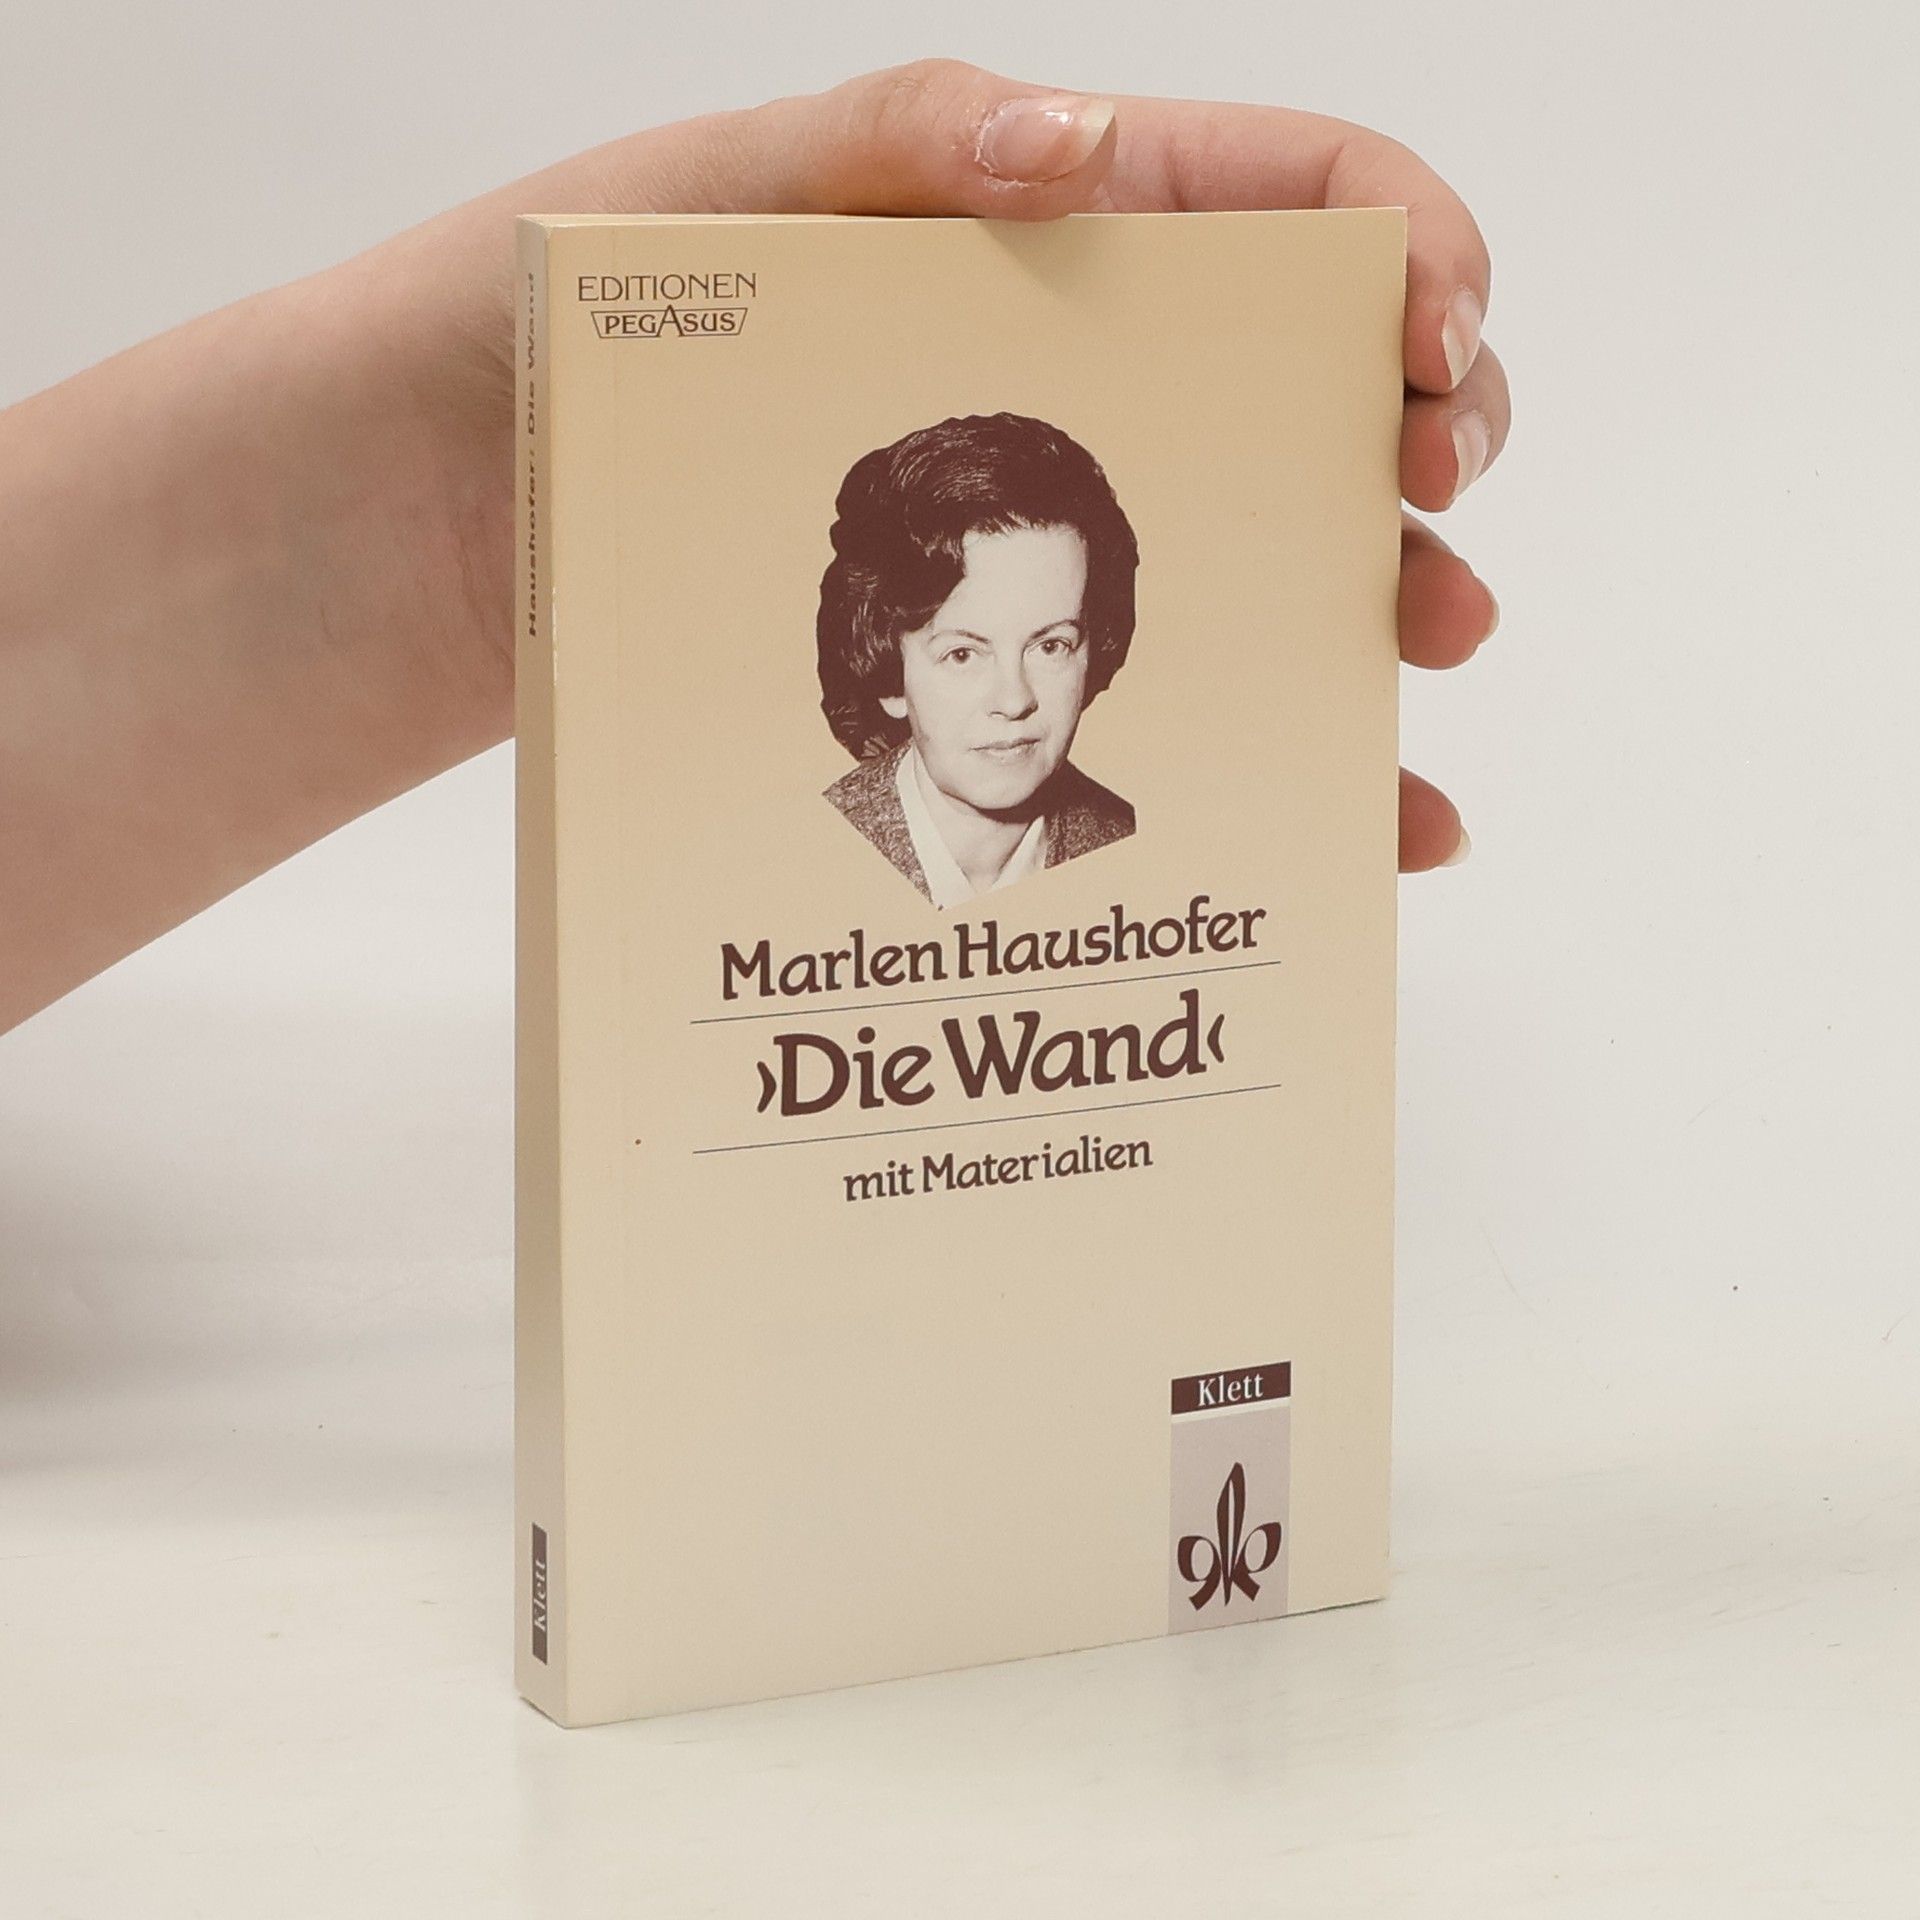 EDITIONEN
PEGASUS
Marlen Haushofer
›Die Wand‹
mit Materialien
Klett
Haushofer: Die Wand
Klett